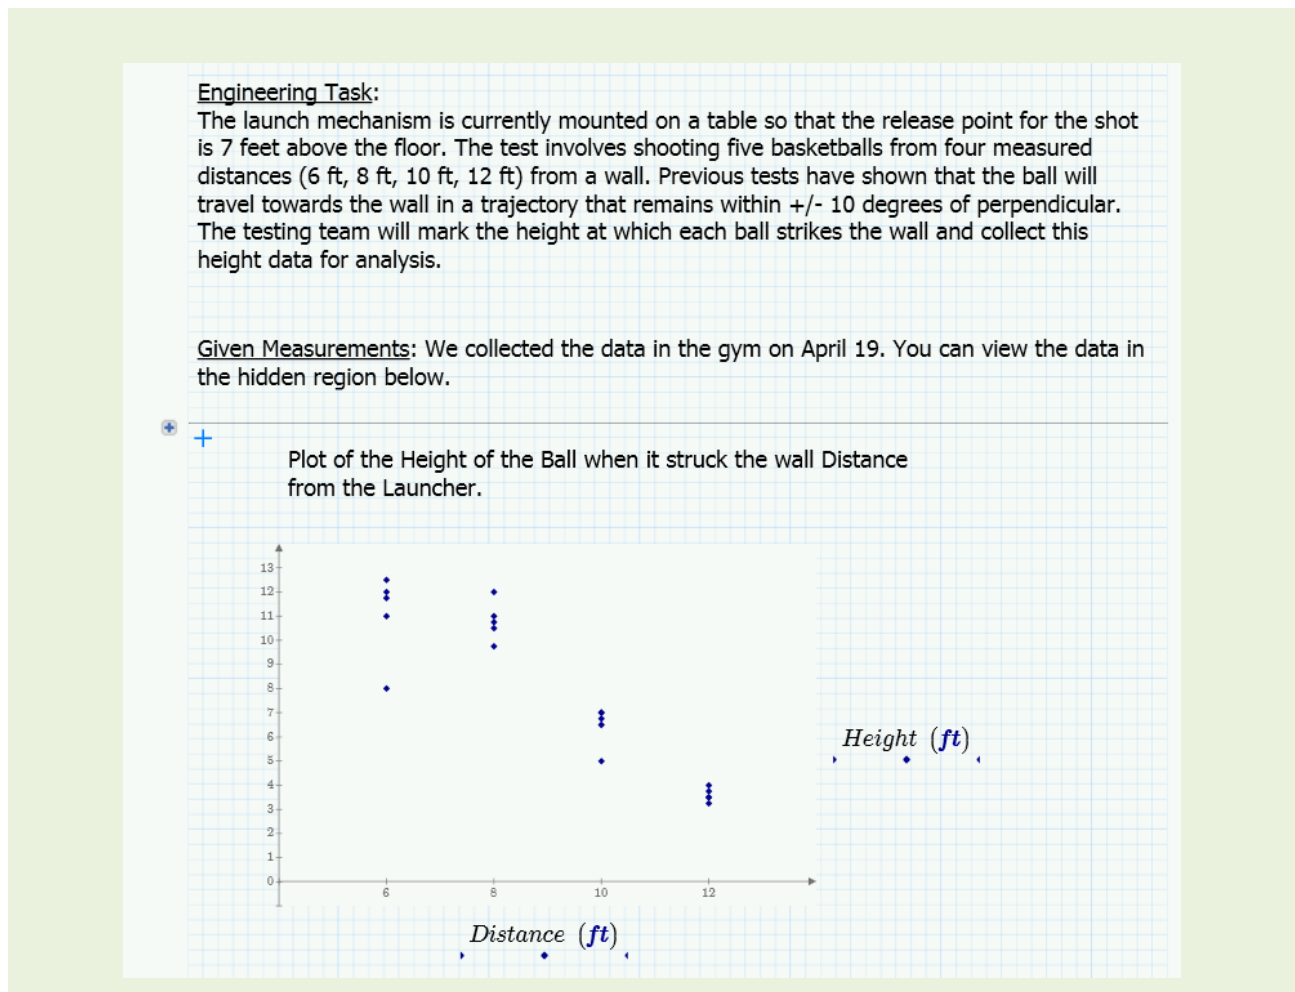 Engineering Task:
The launch mechanism is currently mounted on a table so that the release point for the shot
is 7 feet above the floor. The test involves shooting five basketballs from four measured
distances (6 ft, 8 ft, 10 ft, 12 ft) from a wall. Previous tests have shown that the ball will
travel towards the wall in a trajectory that remains within +/- 10 degrees of perpendicular.
The testing team will mark the height at which each ball strikes the wall and collect this
height data for analysis.
Given Measurements: We collected the data in the gym on April 19. You can view the data in
the hidden region below.
Plot of the Height of the Ball when it struck the wall Distance
from the Launcher.
13
12
11
10
9
8
7
6
5
4
3
2
1
0
6 8 10 12
Height (ft)
Distance (ft)